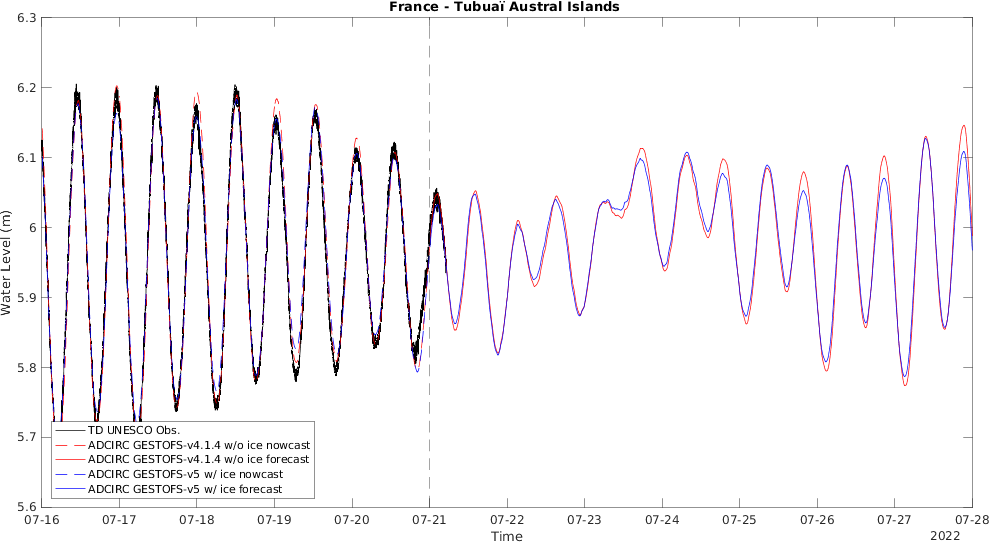 France - Tubuaï Austral Islands
Water Level (m)
6.3
6.2
6.1
6
5.9
5.8
5.7
5.6
TD UNESCO Obs.
ADCIRC GESTOFS-v4.1.4 w/o ice nowcast
ADCIRC GESTOFS-v4.1.4 w/o ice forecast
ADCIRC GESTOFS-v5 w/ ice nowcast
ADCIRC GESTOFS-v5 w/ ice forecast
07-16 07-17 07-18 07-19 07-20 07-21 07-22 07-23 07-24 07-25 07-26 07-27 07-28
Time
2022